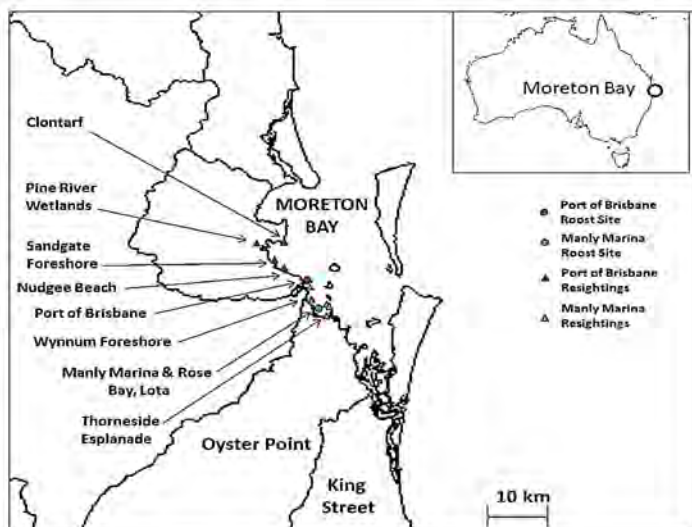 Moreton Bay
Clontarf
Pine River
Wetlands
MORETON
BAY
Sandgate
Foreshore
Nudgee Beach
Port of Brisbane
Wynnum Foreshore
Manly Marina & Rose
Bay, Lota
Thorneside
Esplanade
Oyster Point
King
Street
Port of Brisbane
Roost Site
Manly Marina
Roost Site
Port of Brisbane
Resightings
Manly Marina
Resightings
10 km